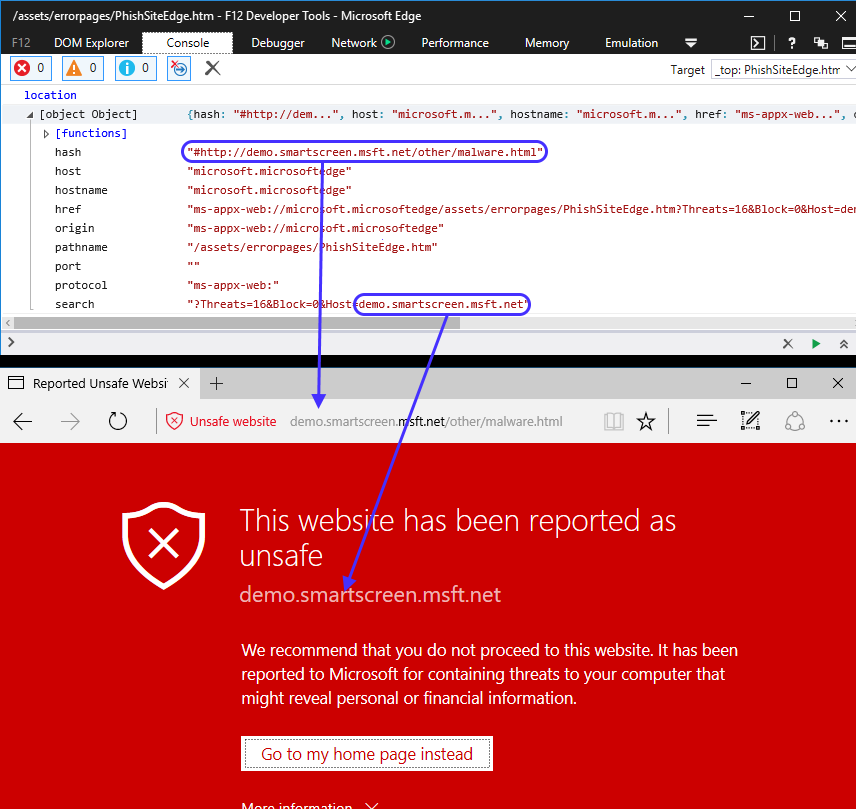 /assets/errorpages/PhishSiteEdge.htm - F12 Developer Tools - Microsoft Edge
F12 DOM Explorer Console Debugger Network Performance Memory Emulation
0 0 0 Target _top: PhishSiteEdge.htm
location
[object Object] {hash: "#http://dem...", host: "microsoft.m...", hostname: "microsoft.m...", href: "ms-appx-web...",
[functions]
hash "#http://demo.smartscreen.msft.net/other/malware.html"
host "microsoft.microsoftedge"
hostname "microsoft.microsoftedge"
href "ms-appx-web://microsoft.microsoftedge/assets/errorpages/PhishSiteEdge.htm?Threats=16&Block=0&Host=der
origin "ms-appx-web://microsoft.microsoftedge"
pathname "/assets/errorpages/PhishSiteEdge.htm"
port ""
protocol "ms-appx-web:"
search "?Threats=16&Block=0&Host=demo.smartscreen.msft.net"
Reported Unsafe Websi
Unsafe website demo.smartscreen.msft.net/other/malware.html
This website has been reported as
unsafe
demo.smartscreen.msft.net
We recommend that you do not proceed to this website. It has been
reported to Microsoft for containing threats to your computer that
might reveal personal or financial information.
Go to my home page instead
More information